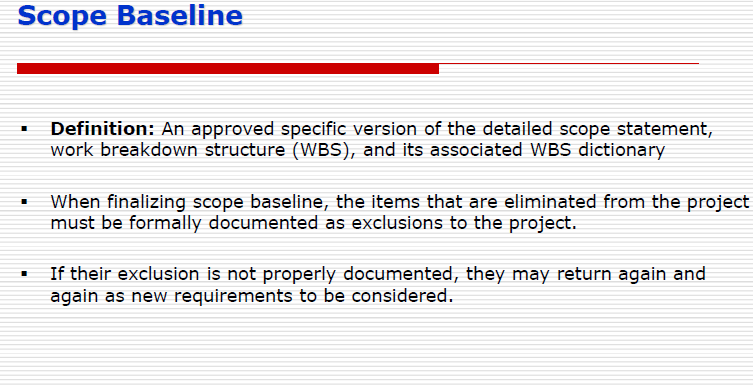 Scope Baseline
▪ Definition: An approved specific version of the detailed scope statement,
work breakdown structure (WBS), and its associated WBS dictionary
▪ When finalizing scope baseline, the items that are eliminated from the project
must be formally documented as exclusions to the project.
▪ If their exclusion is not properly documented, they may return again and
again as new requirements to be considered.